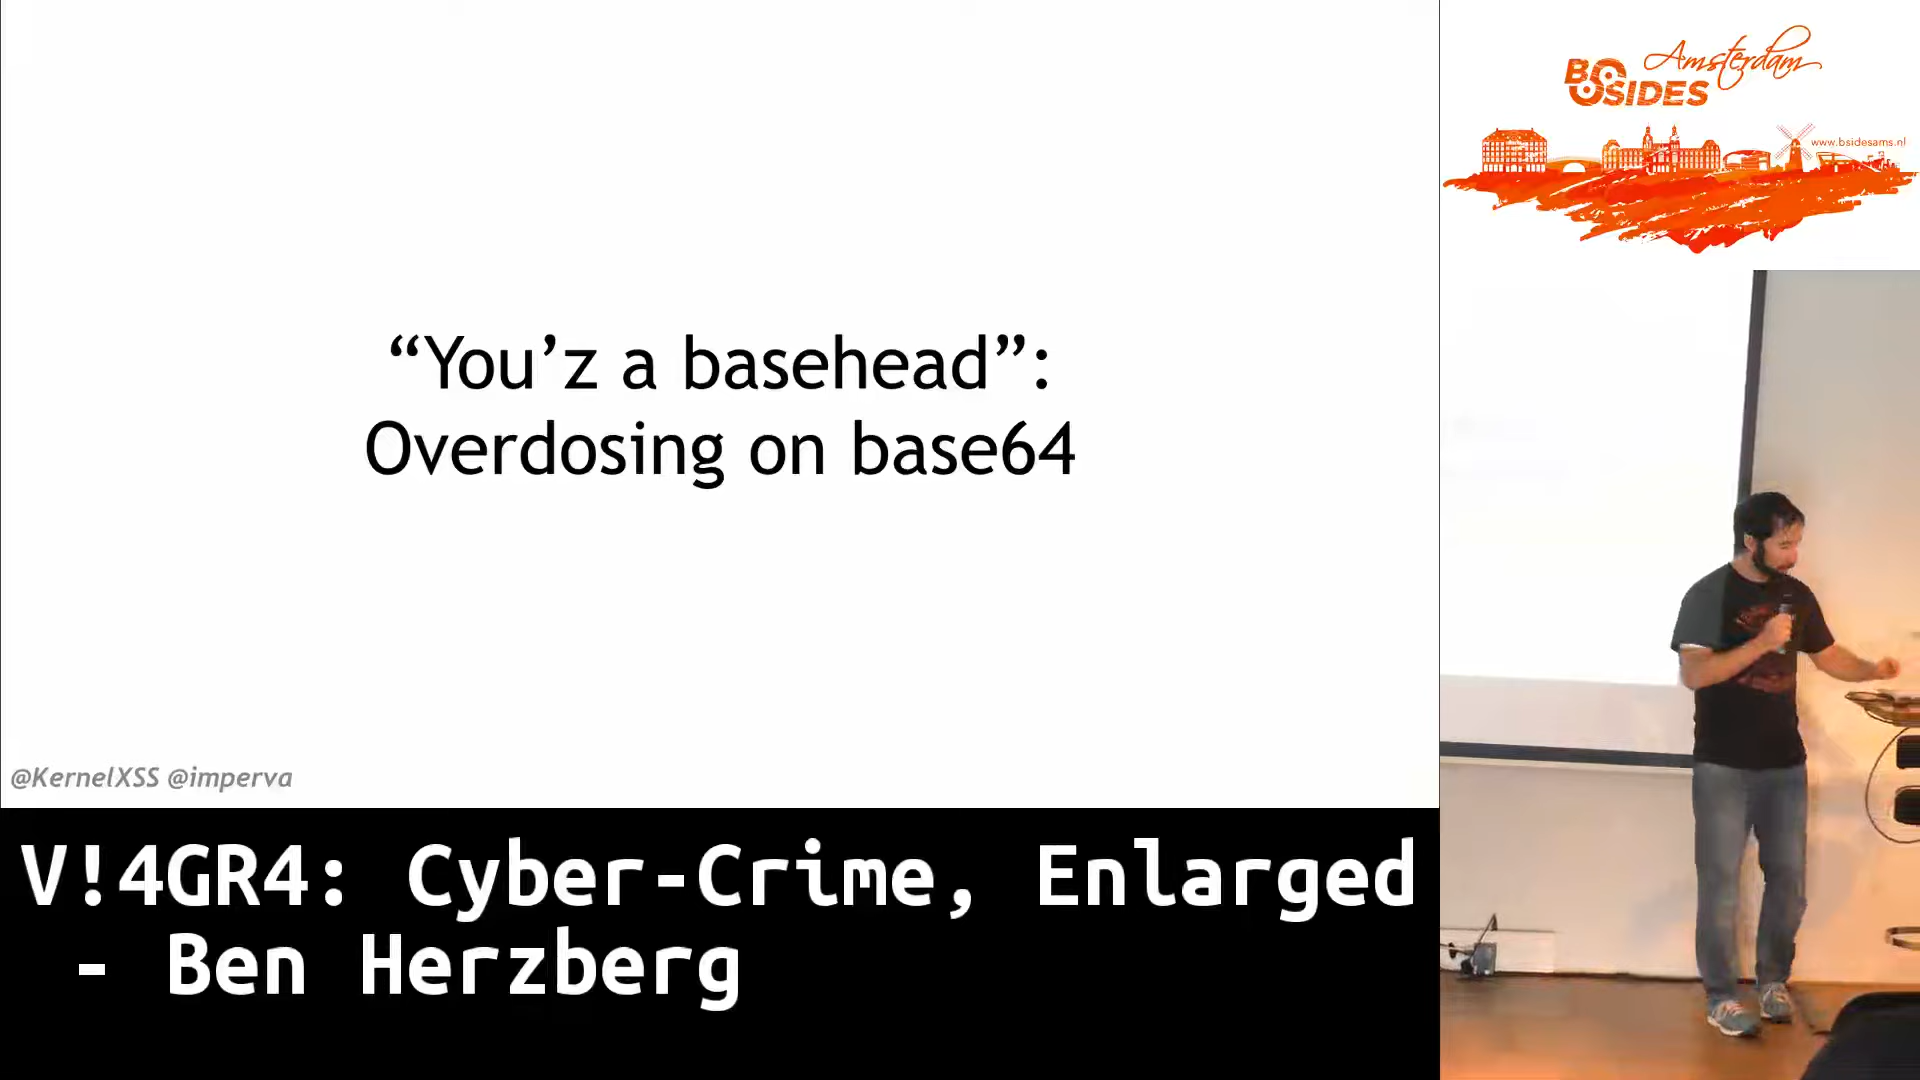 “You’z a basehead”:
Overdosing on base64
@KernelXSS @imperva
V!4GR4: Cyber-Crime, Enlarged
- Ben Herzberg
Amsterdam
BSIDES
www.bsidesams.nl